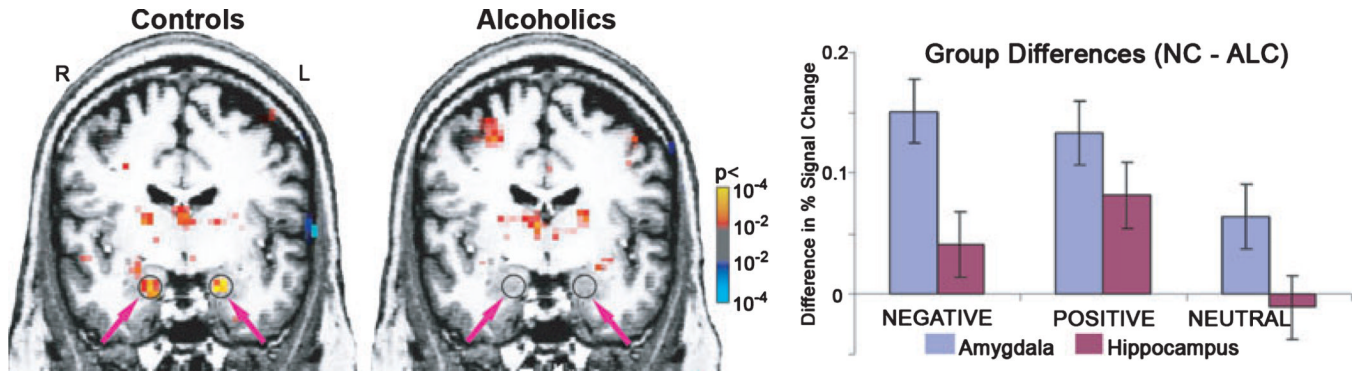 Controls
Alcoholics
R
L
p<
10-4
10-2
10-2
10-4
Group Differences (NC - ALC)
Difference in % Signal Change
0.2
0.1
0
NEGATIVE
POSITIVE
NEUTRAL
Amygdala
Hippocampus